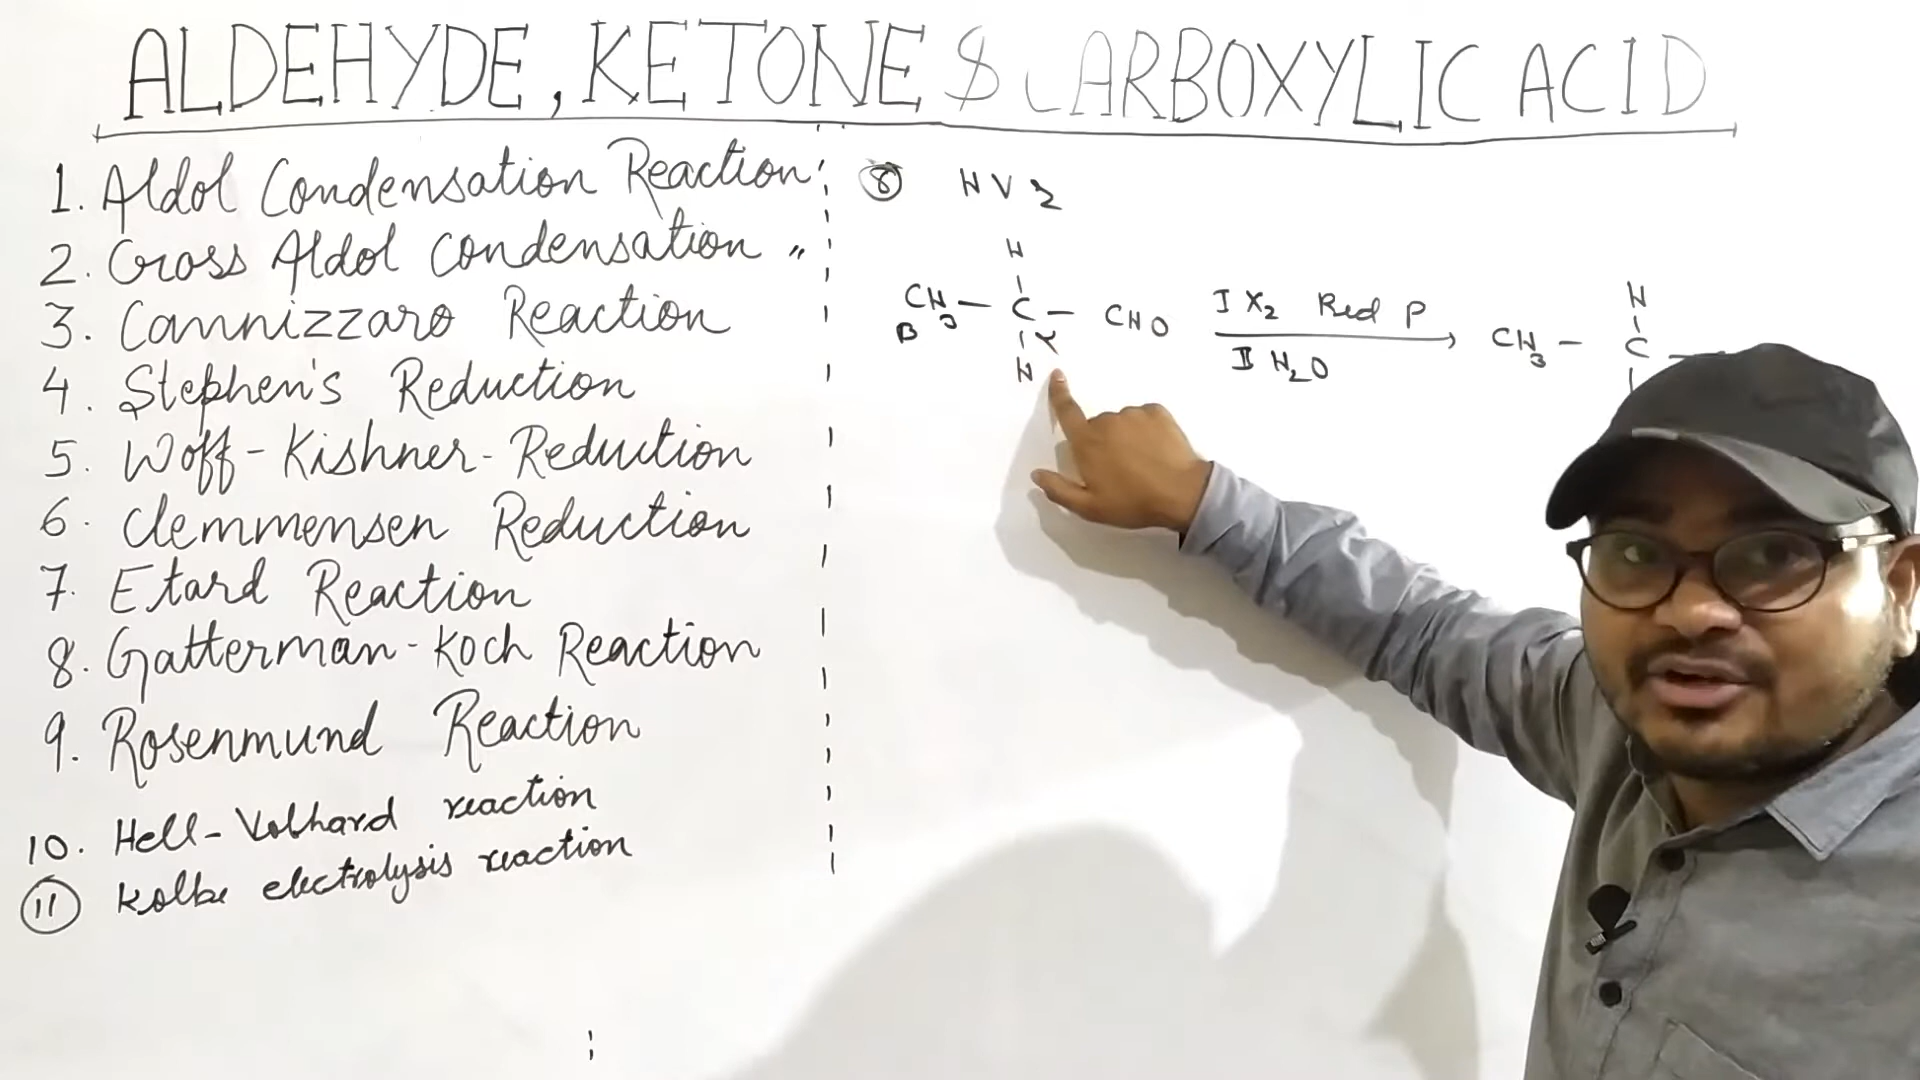 ALDEHYDE, KETONE $ CARBOXYLIC ACID
1. Aldol Condensation Reaction
2. Cross Aldol Condensation "
3. Cannizzaro Reaction
4. Stephen's Reduction
5. Woff-Kishner-Reduction
6. Clemmensen Reduction
7. Etard Reaction
8. Gatterman-Koch Reaction
9. Rosenmund Reaction
10. Hell-Volhard reaction
11 Kolbe electrolysis reaction
8 HVZ
H
CH3 - C - CHO I X2 Red P
B
H
II H2O
H
CH3 - C -